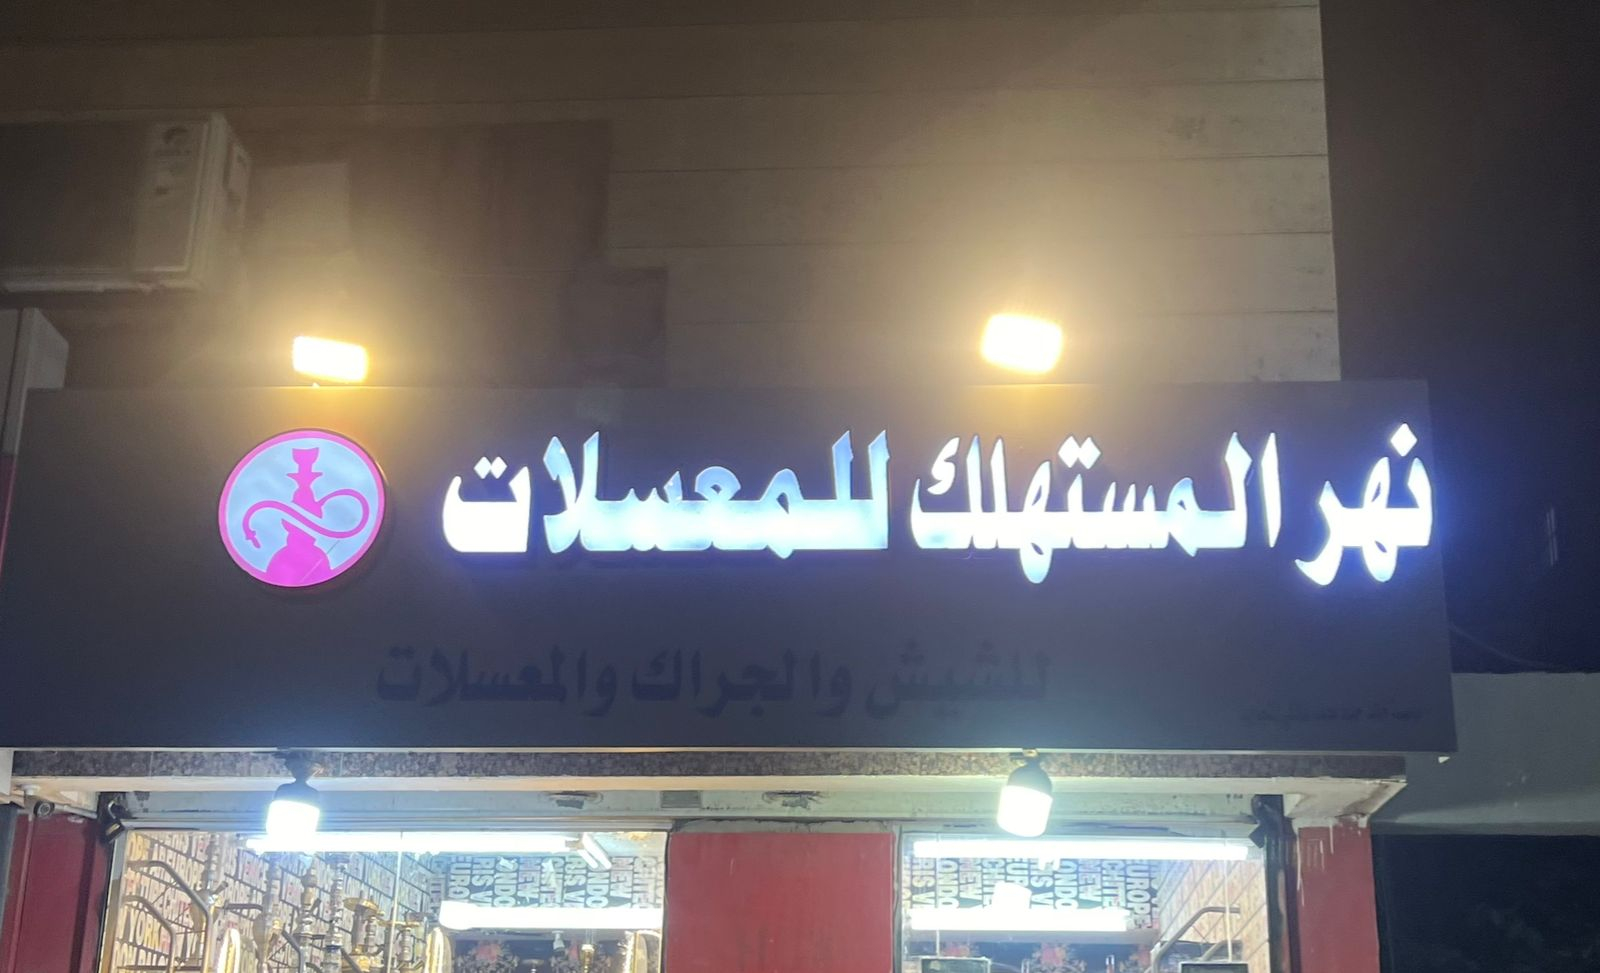 نهر المستهلك للمعسلات
للشيش والجراك والمعسلات